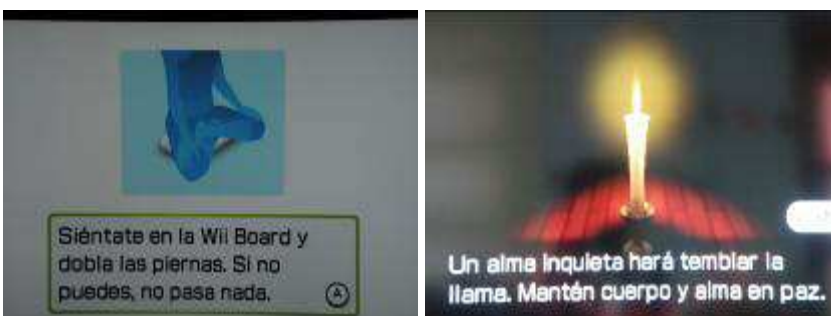 Siéntate en la Wii Board y
dobla las piernas. Si no
puedes, no pasa nada.
A
Un alma inquieta hará temblar la
llama. Mantén cuerpo y alma en paz.